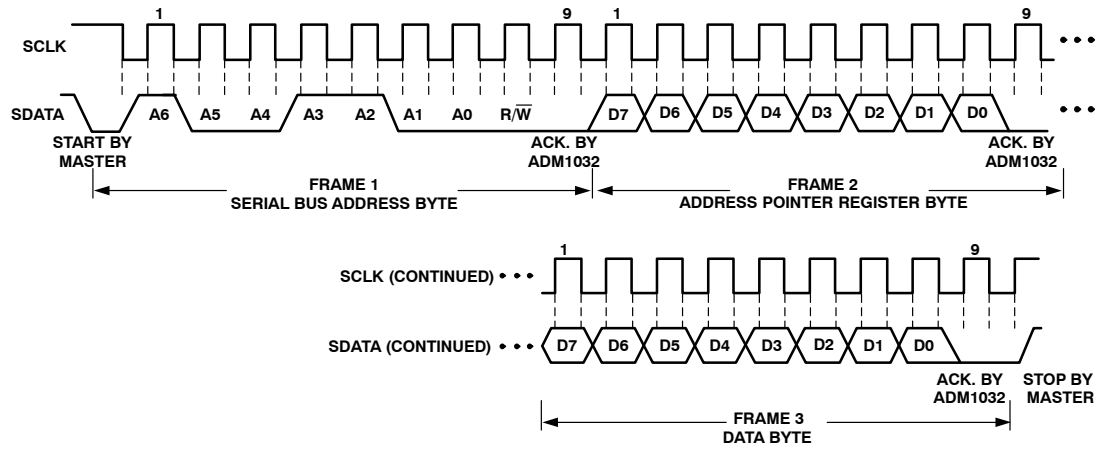 1 9 1 9
SCLK
SDATA A6 A5 A4 A3 A2 A1 A0 R/W̅ D7 D6 D5 D4 D3 D2 D1 D0
START BY MASTER
ACK. BY ADM1032
ACK. BY ADM1032
FRAME 1
SERIAL BUS ADDRESS BYTE
FRAME 2
ADDRESS POINTER REGISTER BYTE
1 9
SCLK (CONTINUED)
SDATA (CONTINUED) D7 D6 D5 D4 D3 D2 D1 D0
ACK. BY ADM1032
STOP BY MASTER
FRAME 3
DATA BYTE